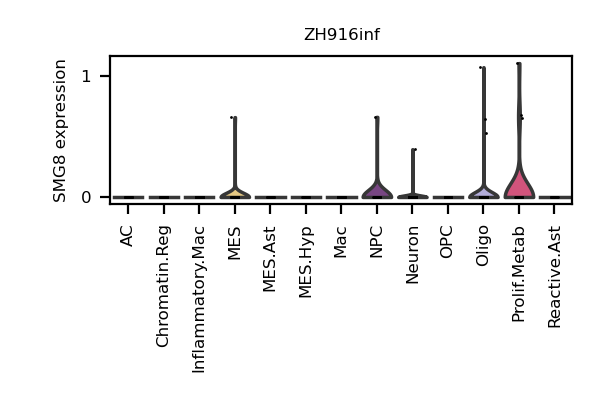 ZH916inf
SMG8 expression
1
0
AC
Chromatin.Reg
Inflammatory.Mac
MES
MES.Ast
MES.Hyp
Mac
NPC
Neuron
OPC
Oligo
Prolif.Metab
Reactive.Ast